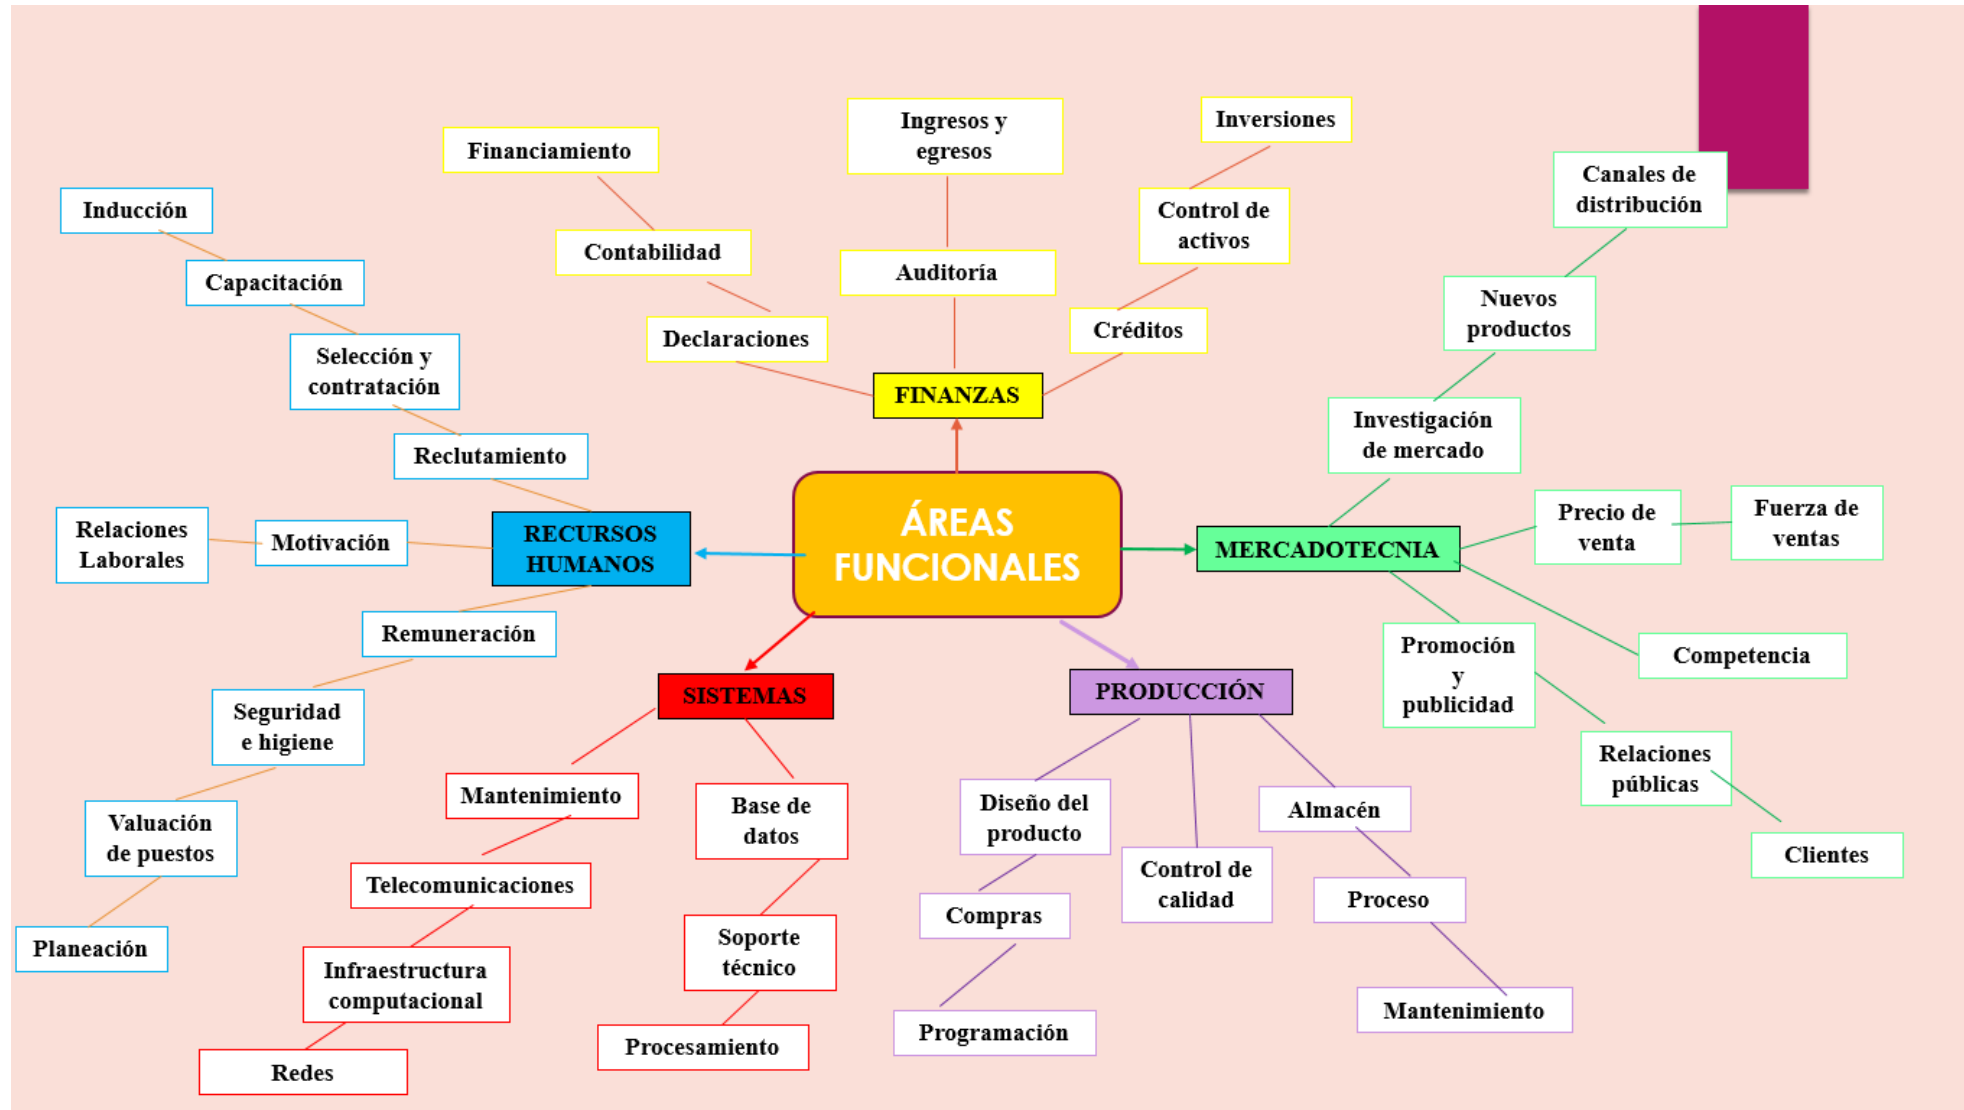 Inversiones
Ingresos y
egresos
Financiamiento
Canales de
distribución
Inducción
Control de
activos
Contabilidad
Auditoría
Capacitación
Nuevos
productos
Créditos
Declaraciones
Selección y
contratación
FINANZAS
Investigación
de mercado
Reclutamiento
Relaciones
Laborales
Motivación
RECURSOS
HUMANOS
ÁREAS
FUNCIONALES
MERCADOTECNIA
Precio de
venta
Fuerza de
ventas
Remuneración
Promoción
y
publicidad
Competencia
SISTEMAS
PRODUCCIÓN
Seguridad
e higiene
Relaciones
públicas
Mantenimiento
Base de
datos
Diseño del
producto
Almacén
Valuación
de puestos
Clientes
Control de
calidad
Telecomunicaciones
Compras
Proceso
Planeación
Soporte
técnico
Infraestructura
computacional
Mantenimiento
Programación
Procesamiento
Redes